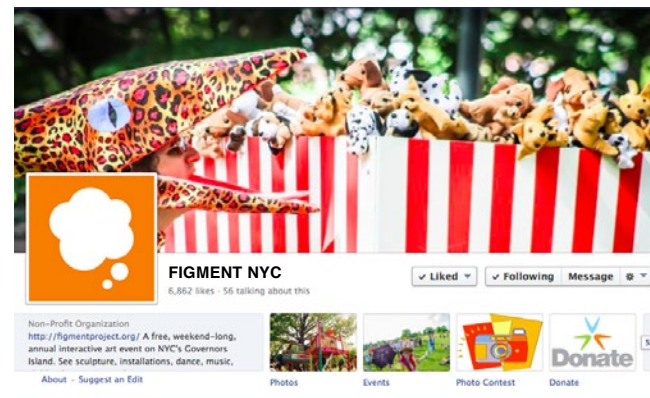 FIGMENT NYC
6,862 likes · 56 talking about this
✓ Liked
✓ Following
Message
Non-Profit Organization
http://figmentproject.org/ A free, weekend-long,
annual interactive art event on NYC's Governors
Island. See sculpture, installations, dance, music,
About - Suggest an Edit
Donate
Photos
Events
Photo Contest
Donate